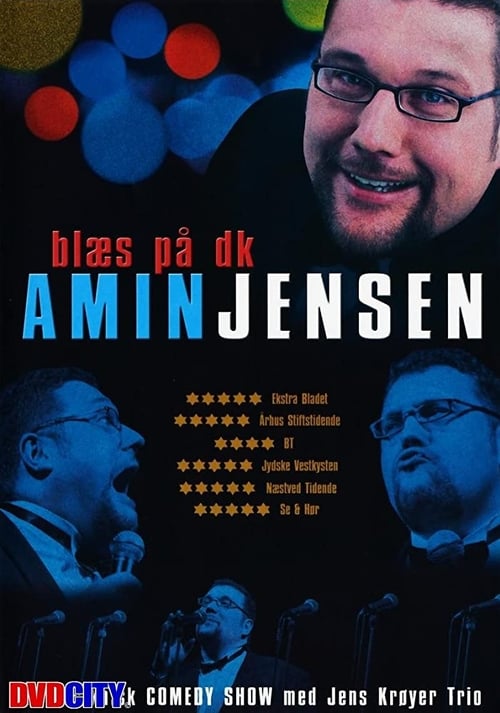 blæs på dk
AMIN JENSEN
Ekstra Bladet
Århus Stiftstidende
BT
Jydske Vestkysten
Næstved Tidende
Se & Hør
DVDCITY COMEDY SHOW med Jens Krøyer Trio